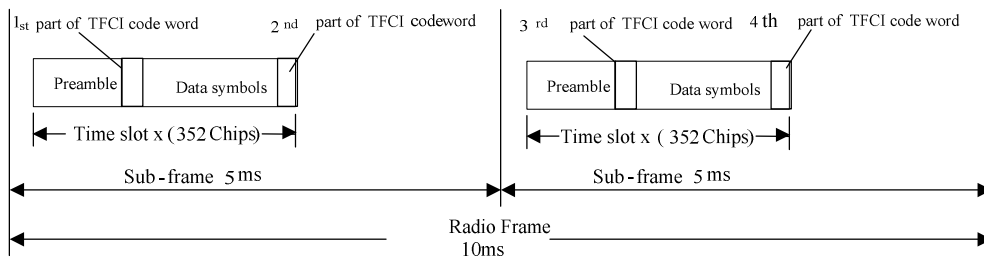 1st part of TFCI code word
2nd part of TFCI codeword
3rd part of TFCI code word
4th part of TFCI code word
Preamble
Data symbols
Preamble
Data symbols
Time slot x (352 Chips)
Time slot x (352 Chips)
Sub-frame 5ms
Sub-frame 5ms
Radio Frame
10ms